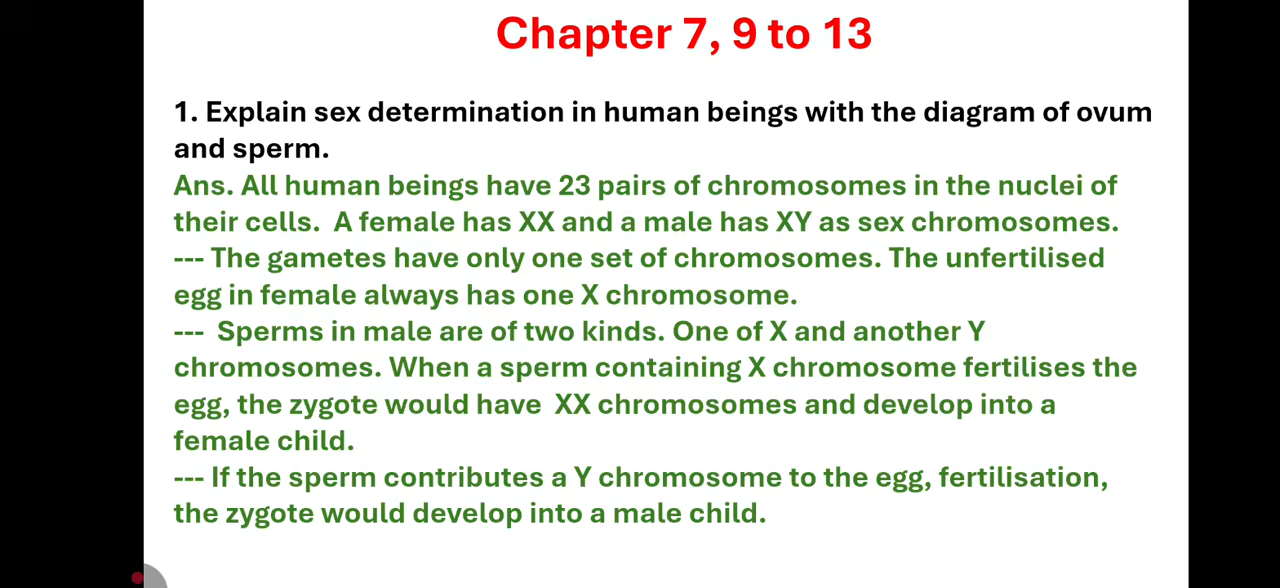 Chapter 7, 9 to 13
1. Explain sex determination in human beings with the diagram of ovum
and sperm.
Ans. All human beings have 23 pairs of chromosomes in the nuclei of
their cells.  A female has XX and a male has XY as sex chromosomes.
--- The gametes have only one set of chromosomes. The unfertilised
egg in female always has one X chromosome.
---  Sperms in male are of two kinds. One of X and another Y
chromosomes. When a sperm containing X chromosome fertilises the
egg, the zygote would have  XX chromosomes and develop into a
female child.
--- If the sperm contributes a Y chromosome to the egg, fertilisation,
the zygote would develop into a male child.